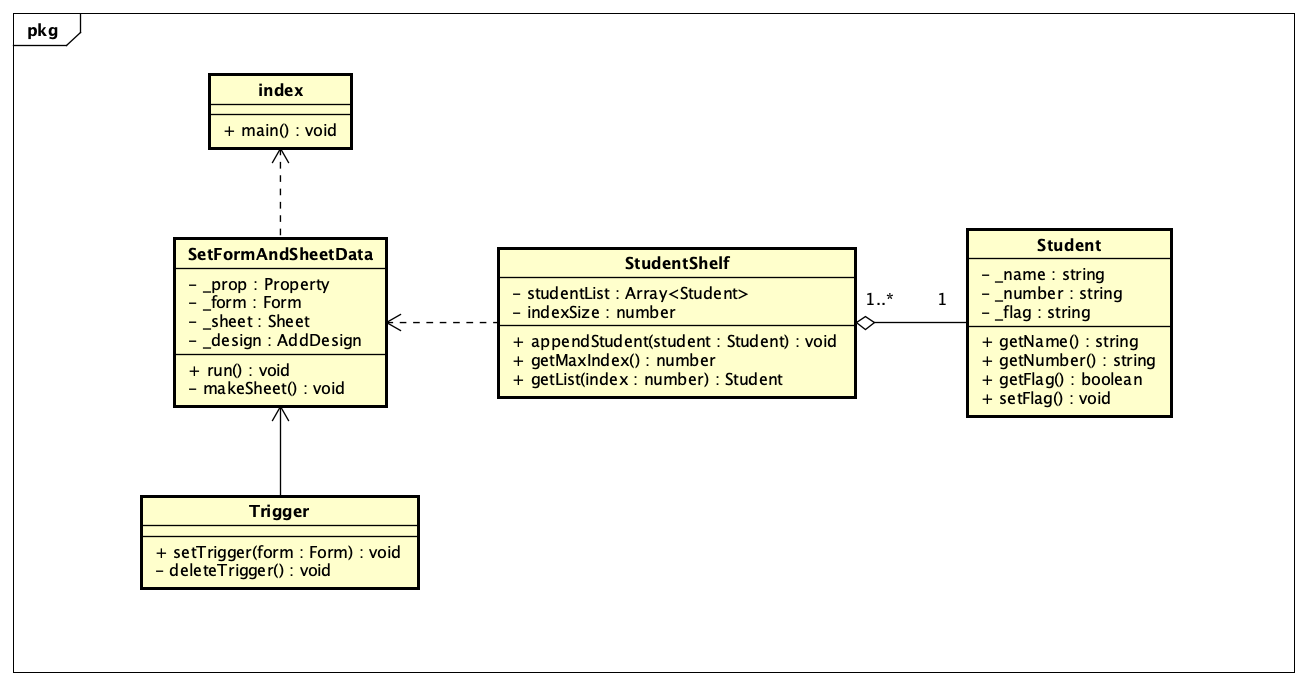 pkg
index
+ main() : void
SetFormAndSheetData
- _prop : Property
- _form : Form
- _sheet : Sheet
- _design : AddDesign
+ run() : void
- makeSheet() : void
StudentShelf
- studentList : Array<Student>
- indexSize : number
+ appendStudent(student : Student) : void
+ getMaxIndex() : number
+ getList(index : number) : Student
1..*
1
Student
- _name : string
- _number : string
- _flag : string
+ getName() : string
+ getNumber() : string
+ getFlag() : boolean
+ setFlag() : void
Trigger
+ setTrigger(form : Form) : void
- deleteTrigger() : void